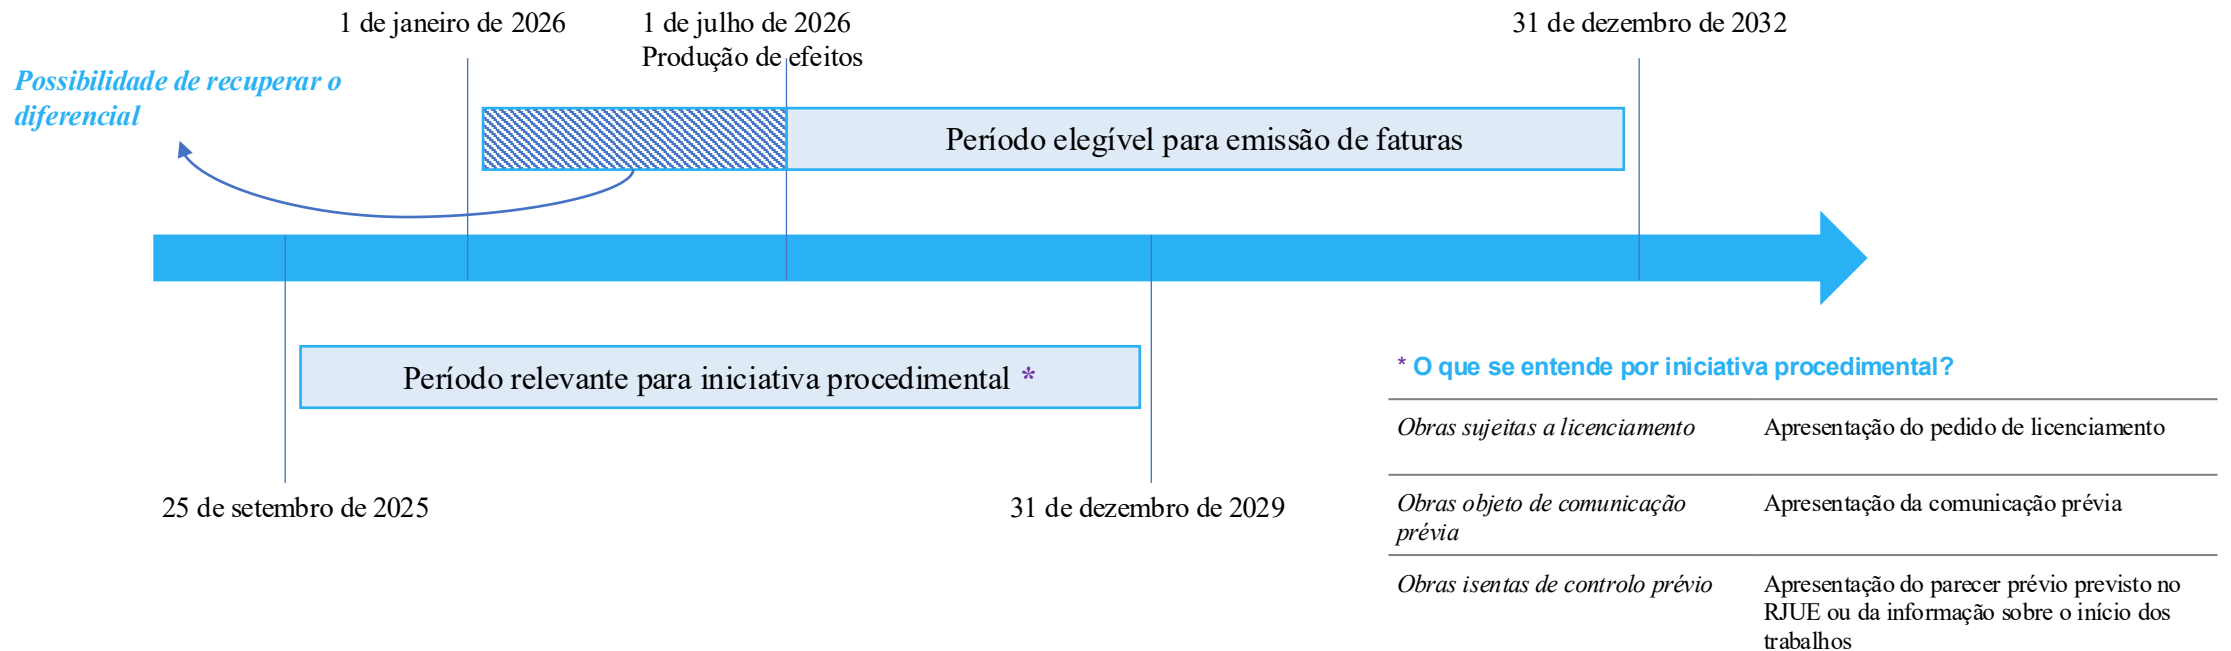 1 de janeiro de 2026
1 de julho de 2026
Produção de efeitos
31 de dezembro de 2032
Possibilidade de recuperar o
diferencial
Período elegível para emissão de faturas
Período relevante para iniciativa procedimental *
25 de setembro de 2025
31 de dezembro de 2029
* O que se entende por iniciativa procedimental?
Obras sujeitas a licenciamento
Apresentação do pedido de licenciamento
Obras objeto de comunicação
prévia
Apresentação da comunicação prévia
Obras isentas de controlo prévio
Apresentação do parecer prévio previsto no
RJUE ou da informação sobre o início dos
trabalhos